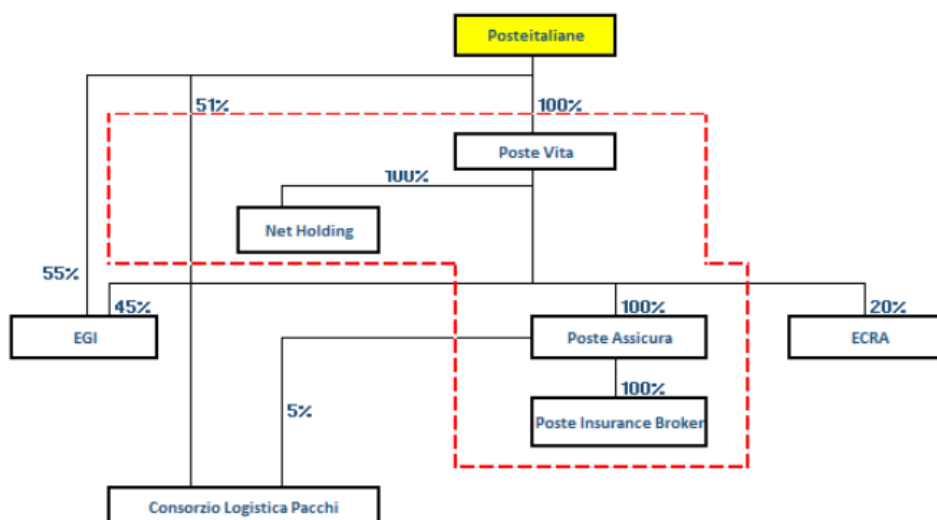 Posteitaliane
51%
100%
Poste Vita
100%
Net Holding
55%
45%
100%
20%
EGI
Poste Assicura
ECRA
100%
5%
Poste Insurance Broker
Consorzio Logistica Pacchi